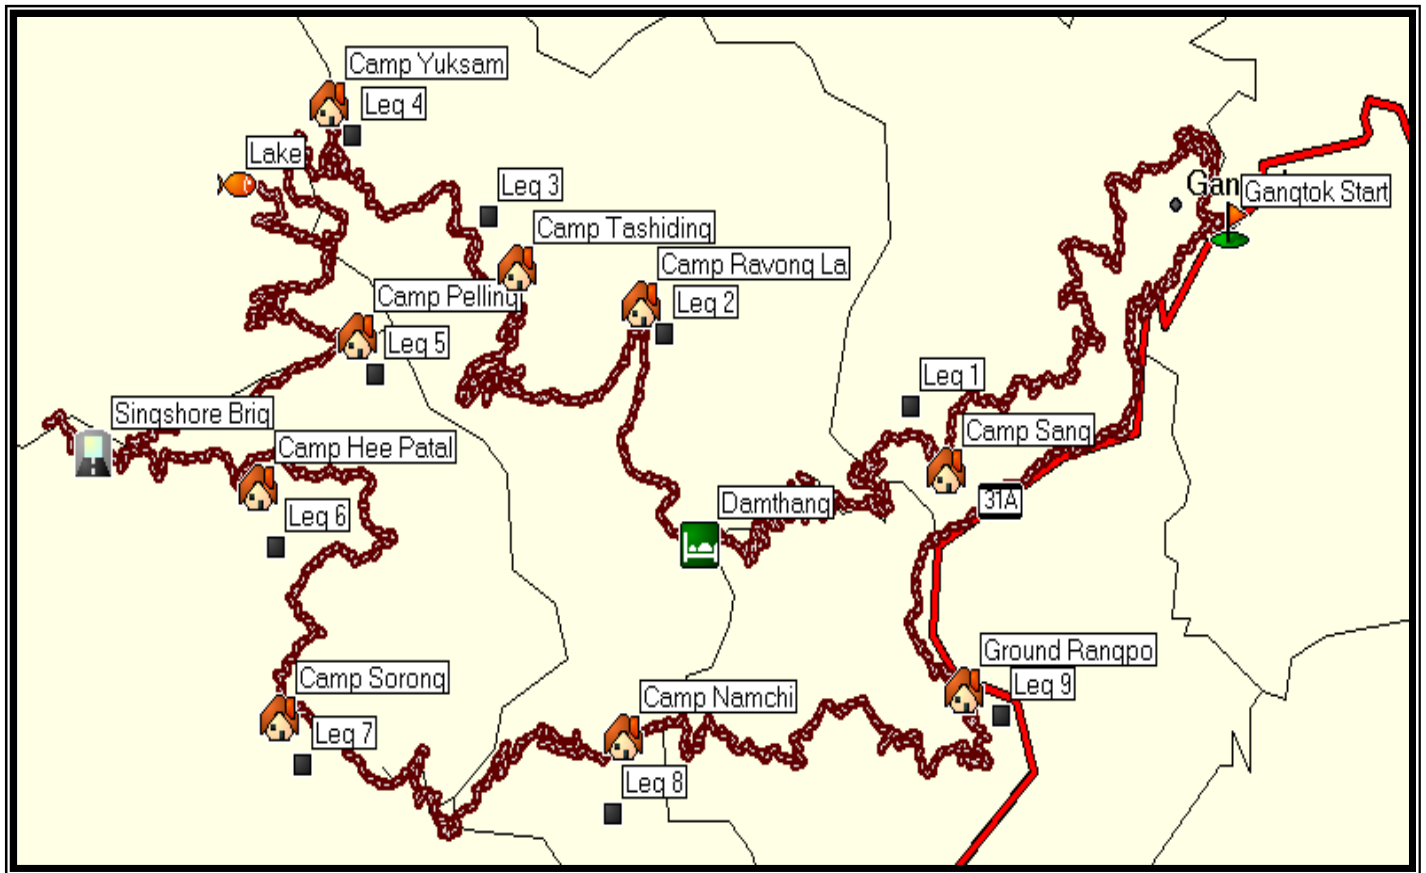 Camp Yuksam
Leg 4
Lake
Leg 3
Gangtok Start
Camp Tashiding
Camp Ravong La
Leg 2
Camp Pelling
Leg 5
Leg 1
Singshore Brig
Camp Sang
Camp Hee Patal
31A
Damthang
Leg 6
Ground Rangpo
Leg 9
Camp Sorong
Camp Namchi
Leg 7
Leg 8